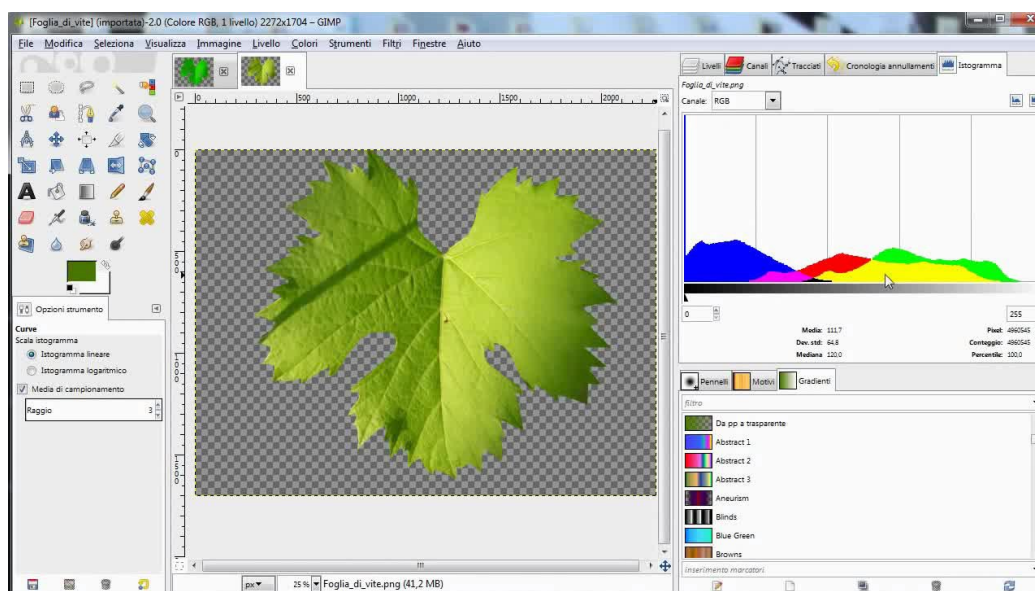 [Foglia_di_vite] (importata)-2.0 (Colore RGB, 1 livello) 2272x1704 – GIMP
File Modifica Seleziona Visualizza Immagine Livello Colori Strumenti Filtri Finestre Aiuto
Livelli Canali Tracciati Cronologia annullamenti Istogramma
Foglia_di_vite.png
Canale: RGB
0 500 1000 1500 2000
0
500
1000
1500
0 255
Media: 111,7 Pixel: 4960545
Dev. std: 64,8 Conteggio: 4960545
Mediana 120,0 Percentile: 100,0
Opzioni strumento
Curve
Scala istogramma
Istogramma lineare
Istogramma logaritmico
Media di campionamento
Raggio 3
Pennelli Motivi Gradienti
filtro
Da pp a trasparente
Abstract 1
Abstract 2
Abstract 3
Aneurism
Blinds
Blue Green
Browns
inserimento marcatori
px 25 % Foglia_di_vite.png (41,2 MB)